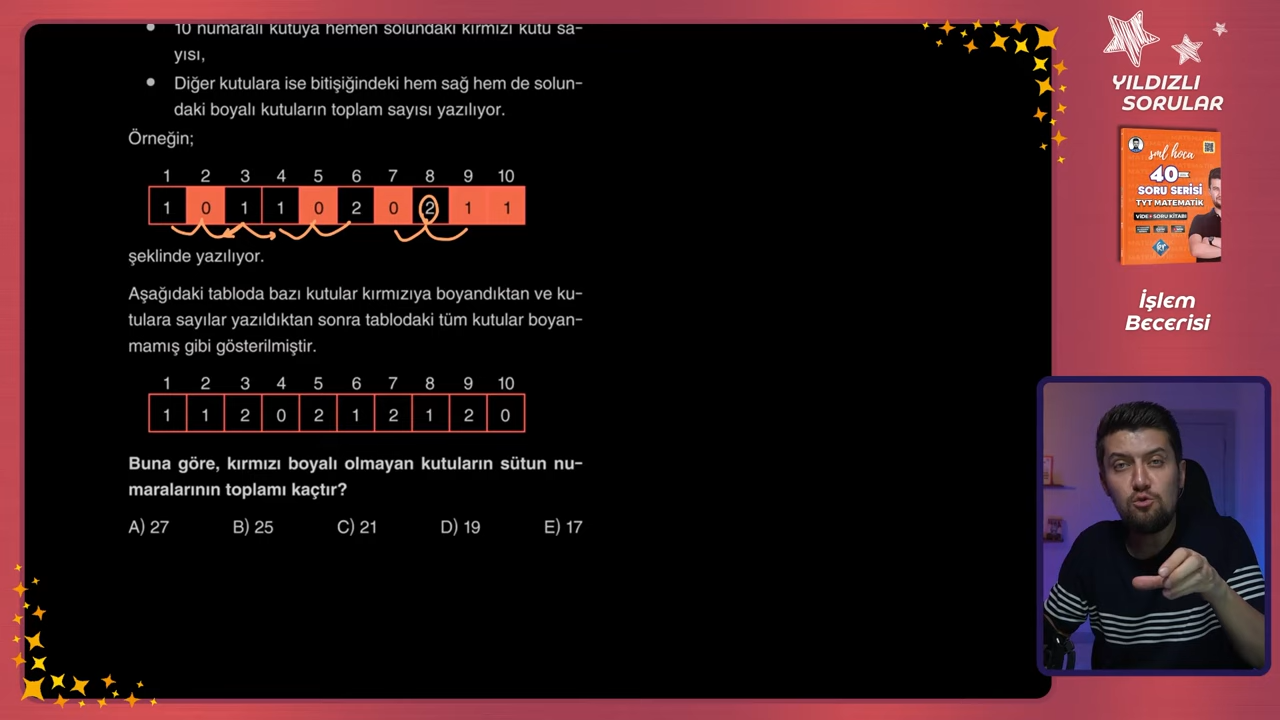 10 numaralı kutuya hemen solundaki kırmızı kutu sa-
yısı,
Diğer kutulara ise bitişiğindeki hem sağ hem de solun-
daki boyalı kutuların toplam sayısı yazılıyor.
Örneğin;
1 2 3 4 5 6 7 8 9 10
1 0 1 1 0 2 0 2 1 1
şeklinde yazılıyor.
Aşağıdaki tabloda bazı kutular kırmızıya boyandıktan ve ku-
tulara sayılar yazıldıktan sonra tablodaki tüm kutular boyan-
mamış gibi gösterilmiştir.
1 2 3 4 5 6 7 8 9 10
1 1 2 0 2 1 2 1 2 0
Buna göre, kırmızı boyalı olmayan kutuların sütun nu-
maralarının toplamı kaçtır?
A) 27 B) 25 C) 21 D) 19 E) 17
YILDIZLI
SORULAR
sml hoca
40
SORU SERİSİ
TYT MATEMATİK
İşlem
Becerisi